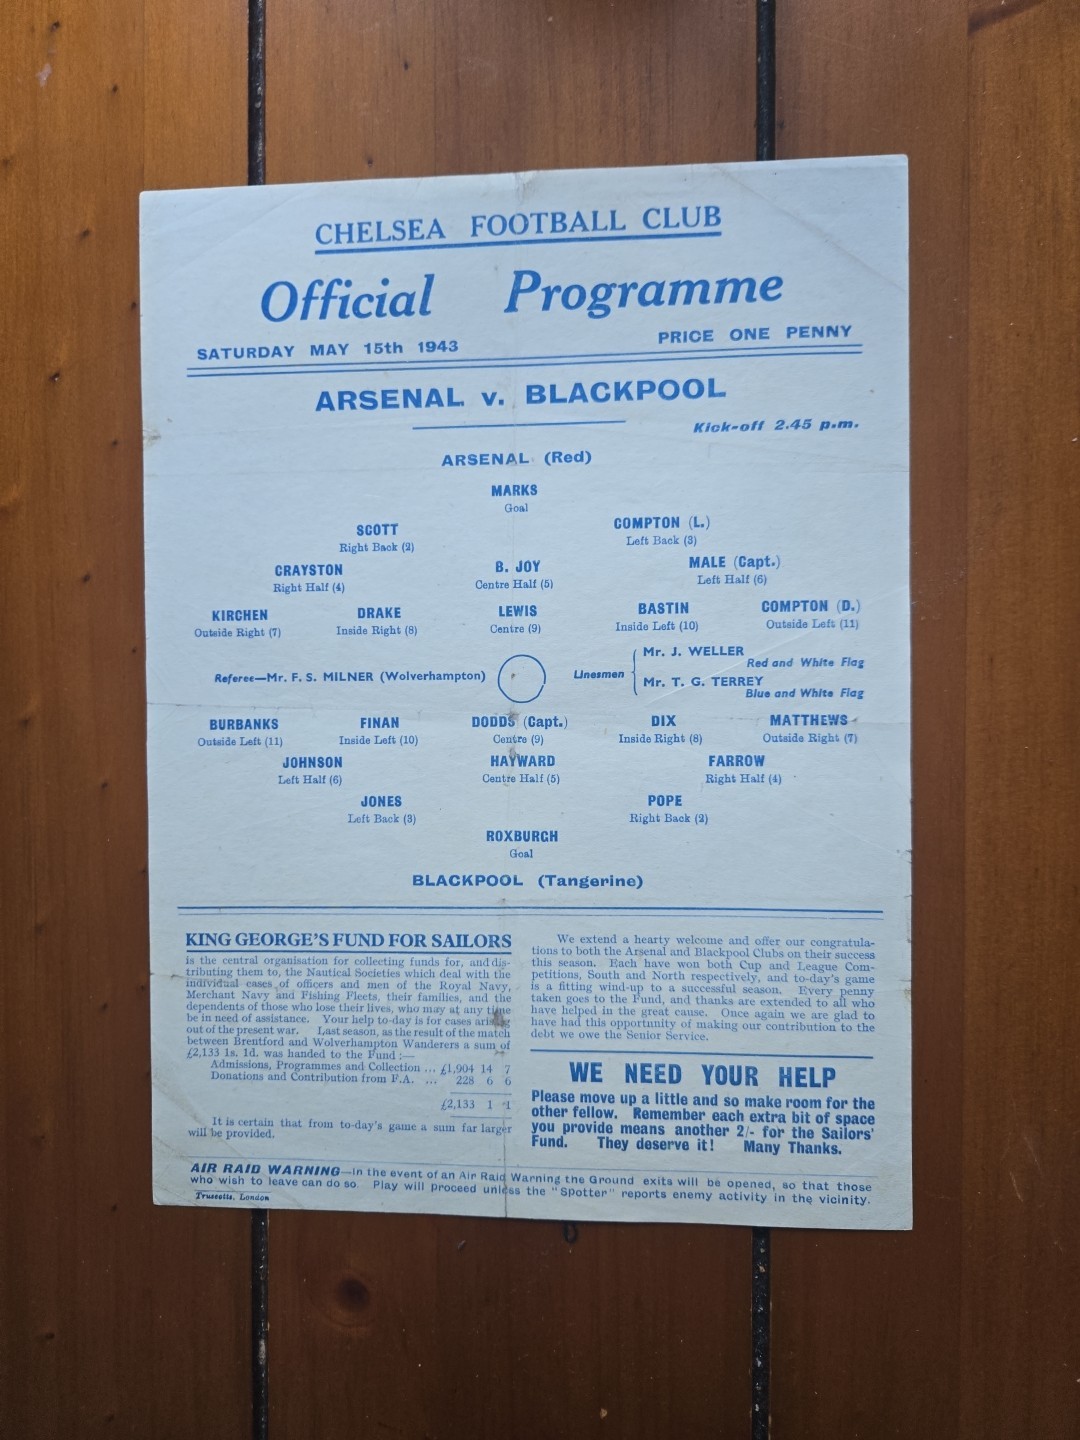 CHELSEA FOOTBALL CLUB
Official Programme
SATURDAY MAY 15th 1943 PRICE ONE PENNY
ARSENAL v. BLACKPOOL
Kick-off 2.45 p.m.
ARSENAL (Red)
MARKS
Goal
SCOTT COMPTON (L.)
Right Back (2) Left Back (3)
GRAYSTON B. JOY MALE (Capt.)
Right Half (4) Centre Half (5) Left Half (6)
KIRCHEN DRAKE LEWIS BASTIN COMPTON (D.)
Outside Right (7) Inside Right (8) Centre (9) Inside Left (10) Outside Left (11)
Referee—Mr. F. S. MILNER (Wolverhampton) Linesmen
Mr. J. WELLER
Red and White Flag
Mr. T. G. TERREY
Blue and White Flag
BURBANKS FINAN DODDS (Capt.) DIX MATTHEWS
Outside Left (11) Inside Left (10) Centre (9) Inside Right (8) Outside Right (7)
JOHNSON HAYWARD FARROW
Left Half (6) Centre Half (5) Right Half (4)
JONES POPE
Left Back (3) Right Back (2)
ROXBURGH
Goal
BLACKPOOL (Tangerine)
KING GEORGE'S FUND FOR SAILORS
is the central organisation for collecting funds for, and dis-
tributing them to, the Nautical Societies which deal with the
individual cases of officers and men of the Royal Navy,
Merchant Navy and Fishing Fleets, their families, and the
dependents of those who lose their lives, who may at any time
be in need of assistance. Your help to-day is for cases arising
out of the present war. Last season, as the result of the match
between Brentford and Wolverhampton Wanderers a sum of
£2,133 1s. 1d. was handed to the Fund :—
Admissions, Programmes and Collection ... £1,904 14 7
Donations and Contribution from F.A. ... 228 6 6
£2,133 1 1
It is certain that from to-day's game a sum far larger
will be provided.
We extend a hearty welcome and offer our congratula-
tions to both the Arsenal and Blackpool Clubs on their success
this season. Each have won both Cup and League Com-
petitions, South and North respectively, and to-day's game
is a fitting wind-up to a successful season. Every penny
taken goes to the Fund, and thanks are extended to all who
have helped in the great cause. Once again we are glad to
have had this opportunity of making our contribution to the
debt we owe the Senior Service.
WE NEED YOUR HELP
Please move up a little and so make room for the
other fellow. Remember each extra bit of space
you provide means another 2/- for the Sailors'
Fund. They deserve it! Many Thanks.
AIR RAID WARNING—In the event of an Air Raid Warning the Ground exits will be opened, so that those
who wish to leave can do so. Play will proceed unless the "Spotter" reports enemy activity in the vicinity.
Truscotts, London